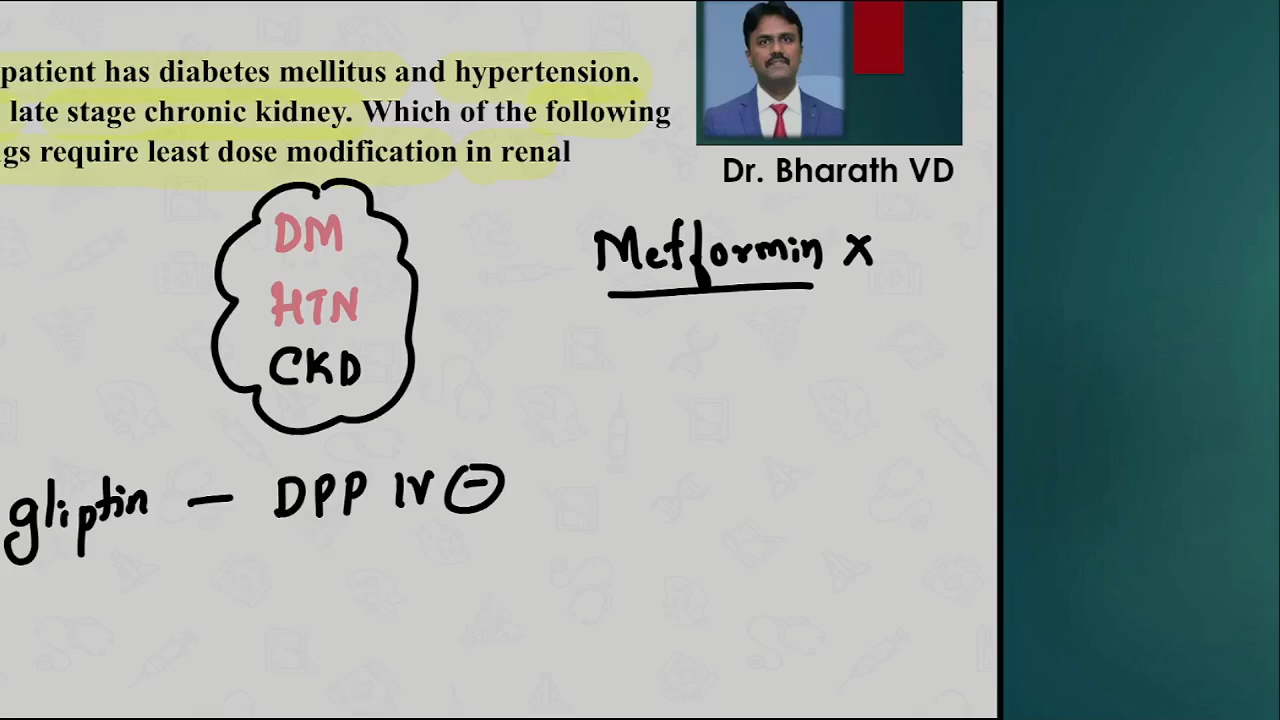 patient has diabetes mellitus and hypertension.
late stage chronic kidney. Which of the following
gs require least dose modification in renal
Dr. Bharath VD
DM
HTN
CKD
Metformin x
gliptin — DPP IV ⊖